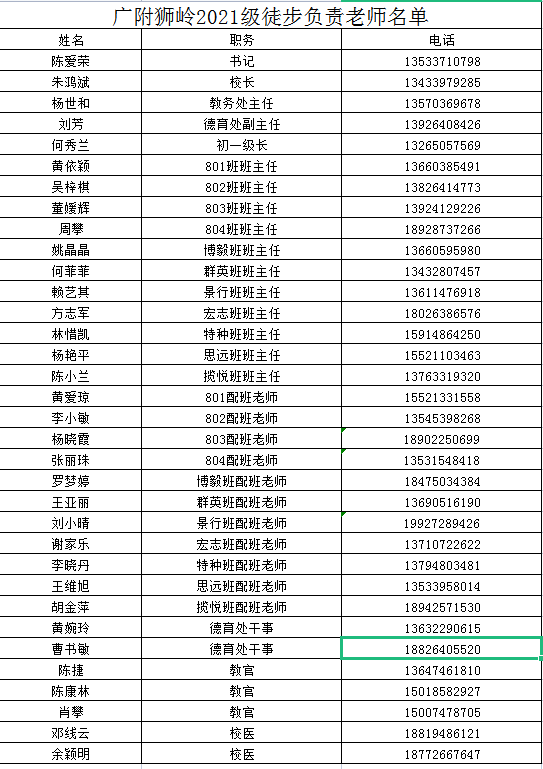 广附狮岭2021级徒步负责老师名单
姓名 职务 电话
陈爱荣 书记 13533710798
朱鸿斌 校长 13433979285
杨世和 教务处主任 13570369678
刘芳 德育处副主任 13926408426
何秀兰 初一级长 13265057569
黄依颖 801班班主任 13660385491
吴梓棋 802班班主任 13826414773
董媛辉 803班班主任 13924129226
周攀 804班班主任 18928737266
姚晶晶 博毅班班主任 13660595980
何菲菲 群英班班主任 13432807457
赖艺其 景行班班主任 13611476918
方志军 宏志班班主任 18026386576
林惜凯 特种班班主任 15914864250
杨艳平 思远班班主任 15521103463
陈小兰 揽悦班班主任 13763319320
黄爱琼 801配班老师 15521331558
李小敏 802配班老师 13545398268
杨晓霞 803配班老师 18902250699
张丽珠 804配班老师 13531548418
罗梦婷 博毅班配班老师 18475034384
王亚丽 群英班配班老师 13690516190
刘小晴 景行班配班老师 19927289426
谢家乐 宏志班配班老师 13710722622
李晓丹 特种班配班老师 13794803481
王维旭 思远班配班老师 13533958014
胡金萍 揽悦班配班老师 18942571530
黄婉玲 德育处干事 13632290615
曹书敏 德育处干事 18826405520
陈捷 教官 13647461810
陈康林 教官 15018582927
肖攀 教官 15007478705
邓线云 校医 18819486121
余颖明 校医 18772667647